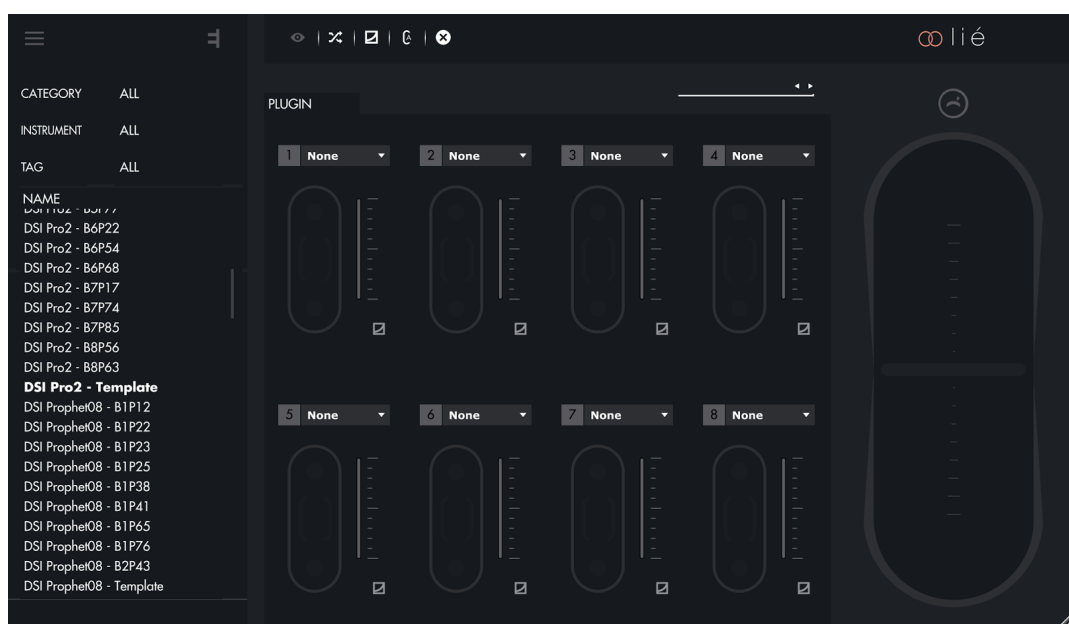 lié
CATEGORY ALL
INSTRUMENT ALL
TAG ALL
NAME
DSI Pro2 - B6P22
DSI Pro2 - B6P54
DSI Pro2 - B6P68
DSI Pro2 - B7P17
DSI Pro2 - B7P74
DSI Pro2 - B7P85
DSI Pro2 - B8P56
DSI Pro2 - B8P63
DSI Pro2 - Template
DSI Prophet08 - B1P12
DSI Prophet08 - B1P22
DSI Prophet08 - B1P23
DSI Prophet08 - B1P25
DSI Prophet08 - B1P38
DSI Prophet08 - B1P41
DSI Prophet08 - B1P65
DSI Prophet08 - B1P76
DSI Prophet08 - B2P43
DSI Prophet08 - Template
PLUGIN
1 None
2 None
3 None
4 None
5 None
6 None
7 None
8 None